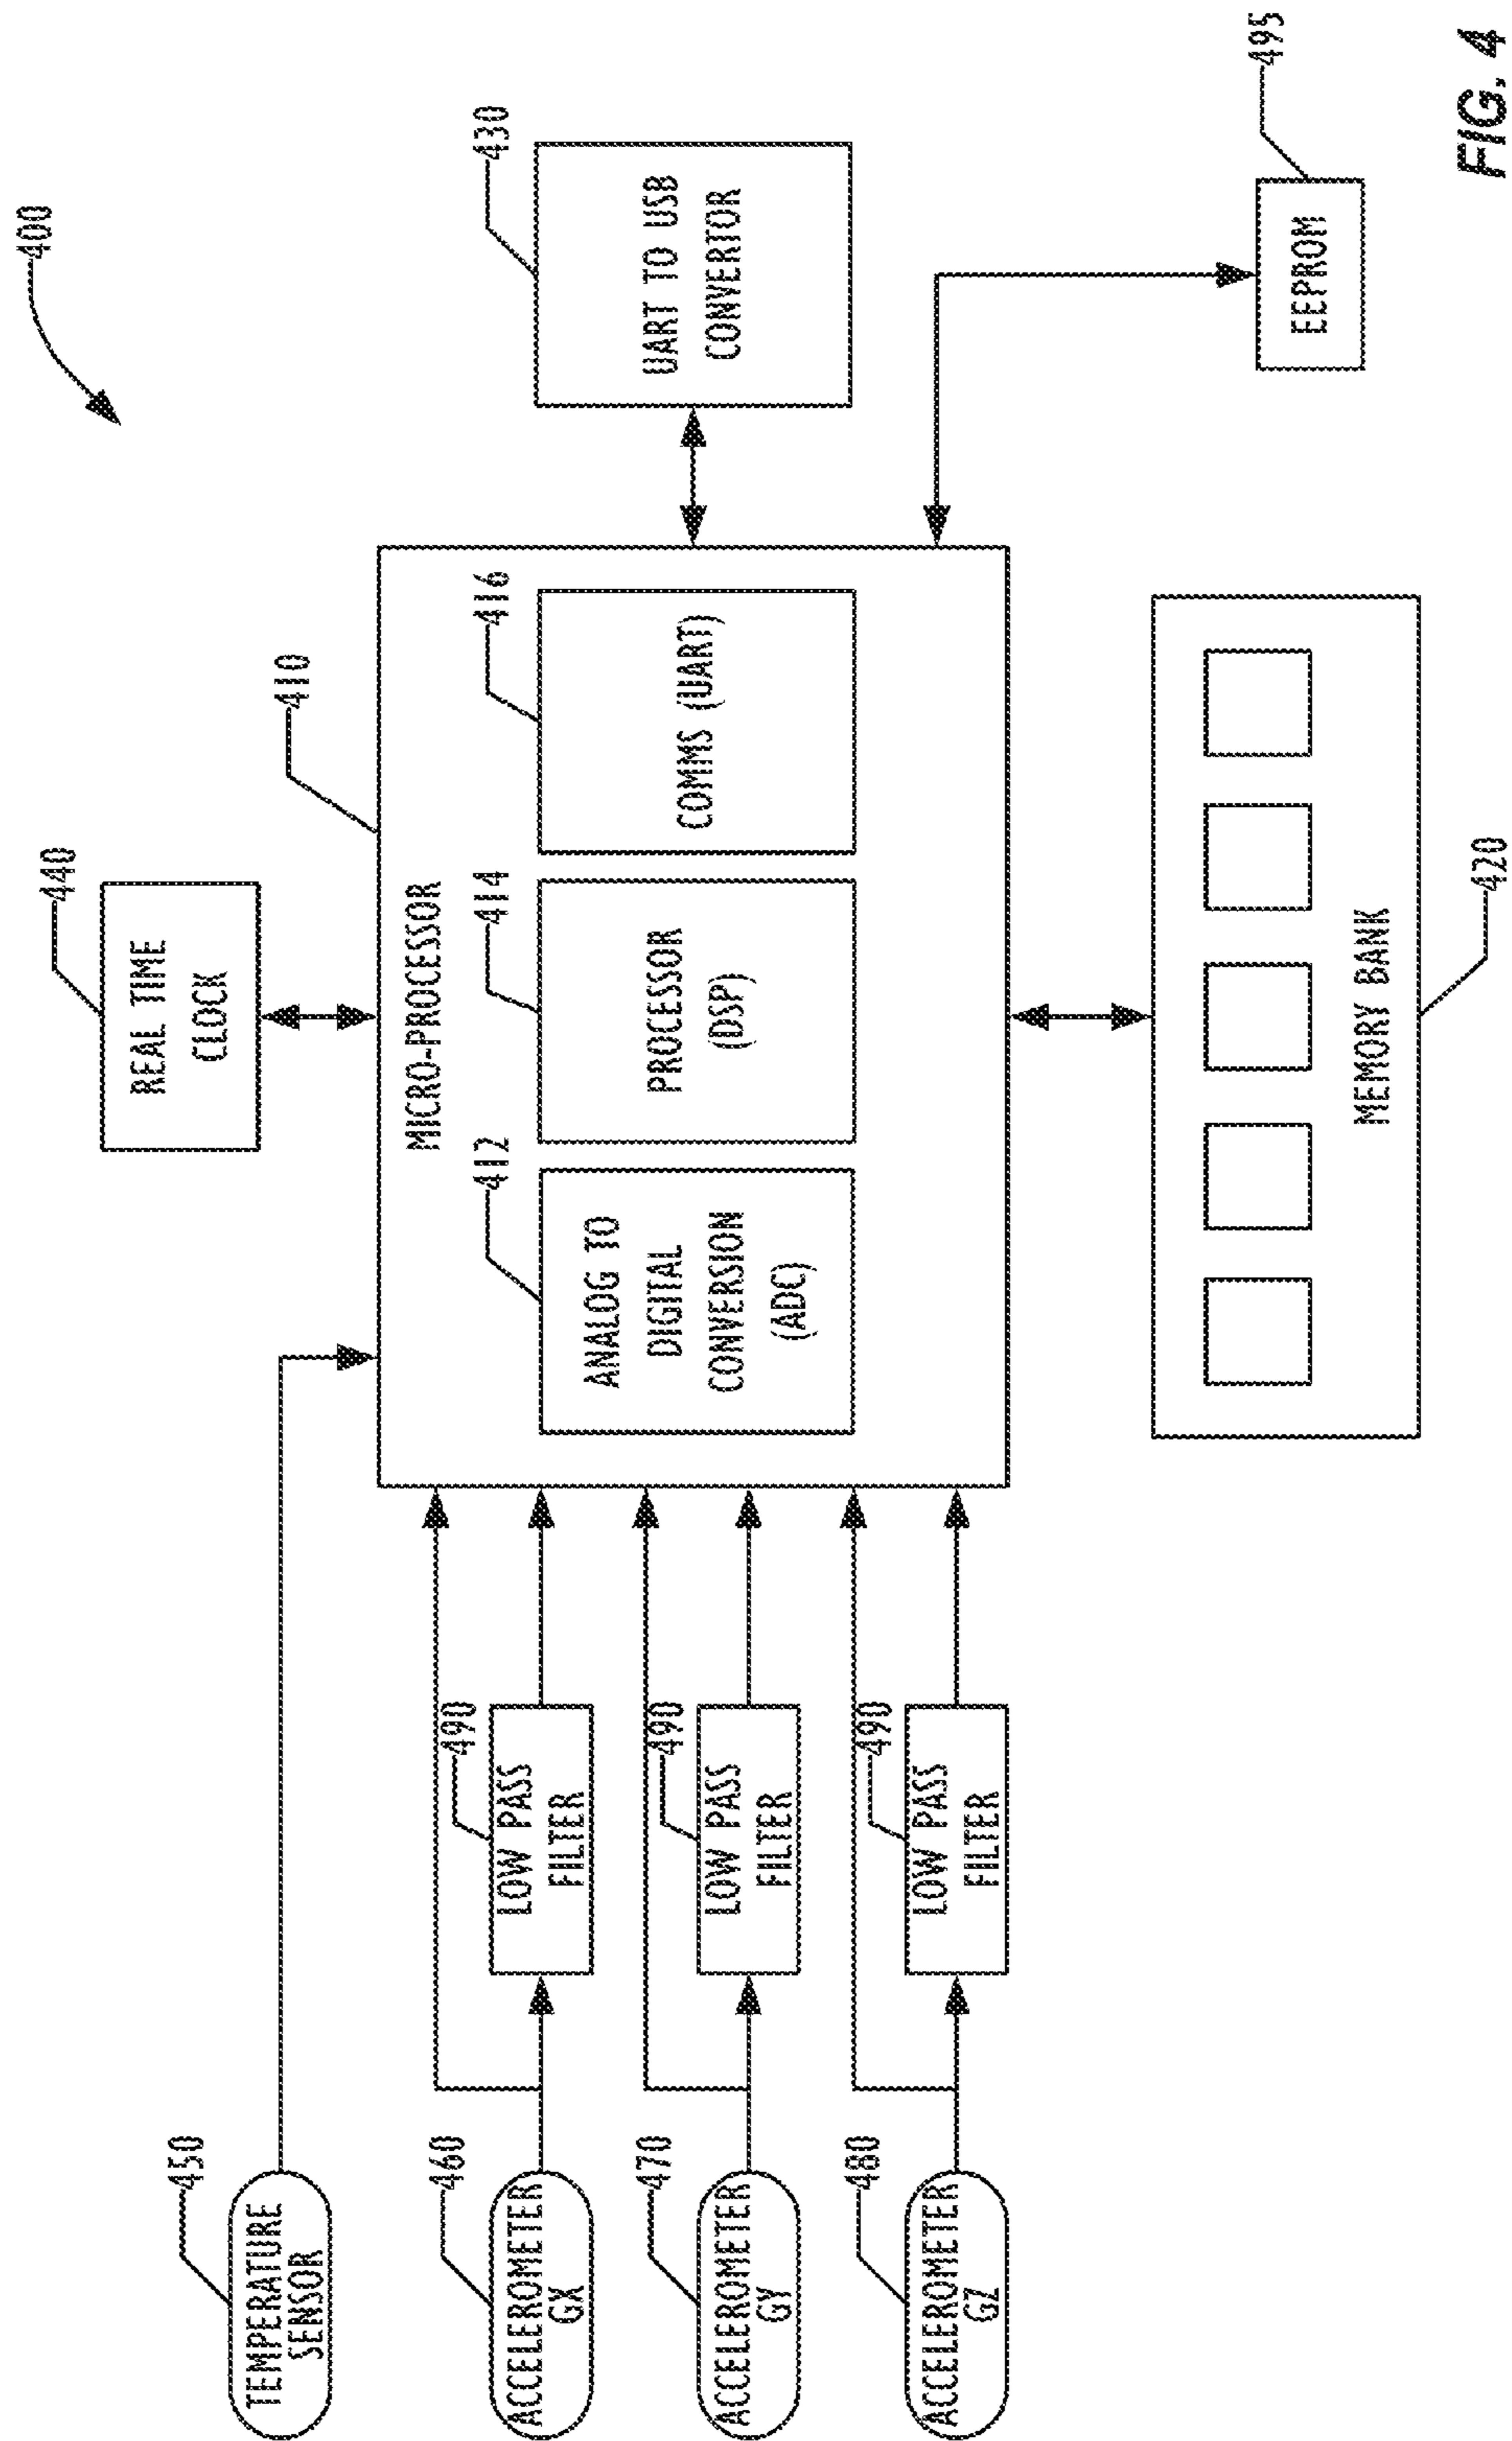 400
440
REAL TIME
CLOCK
410
MICRO-PROCESSOR
450
TEMPERATURE
SENSOR
460
ACCELEROMETER
GX
490
LOW PASS
FILTER
470
ACCELEROMETER
GY
490
LOW PASS
FILTER
480
ACCELEROMETER
GZ
490
LOW PASS
FILTER
412
ANALOG TO
DIGITAL
CONVERSION
(ADC)
414
PROCESSOR
(DSP)
416
COMMS (UART)
430
UART TO USB
CONVERTOR
495
EEPROM
MEMORY BANK
420
FIG. 4